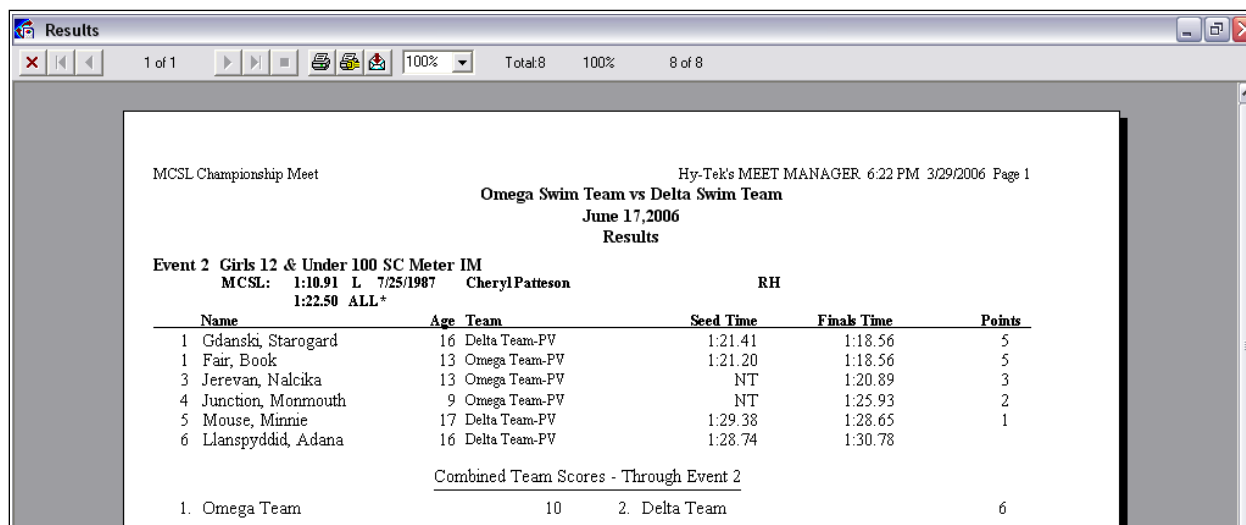 Results
1 of 1 100% Total:8 100% 8 of 8
MCSL Championship Meet Hy-Tek's MEET MANAGER 6:22 PM 3/29/2006 Page 1
Omega Swim Team vs Delta Swim Team
June 17,2006
Results
Event 2 Girls 12 & Under 100 SC Meter IM
MCSL: 1:10.91 L 7/25/1987 Cheryl Patteson RH
1:22.50 ALL*
Name Age Team Seed Time Finals Time Points
1 Gdanski, Starogard 16 Delta Team-PV 1:21.41 1:18.56 5
1 Fair, Book 13 Omega Team-PV 1:21.20 1:18.56 5
3 Jerevan, Nalcika 13 Omega Team-PV NT 1:20.89 3
4 Junction, Monmouth 9 Omega Team-PV NT 1:25.93 2
5 Mouse, Minnie 17 Delta Team-PV 1:29.38 1:28.65 1
6 Llanspyddid, Adana 16 Delta Team-PV 1:28.74 1:30.78
Combined Team Scores - Through Event 2
1. Omega Team 10 2. Delta Team 6